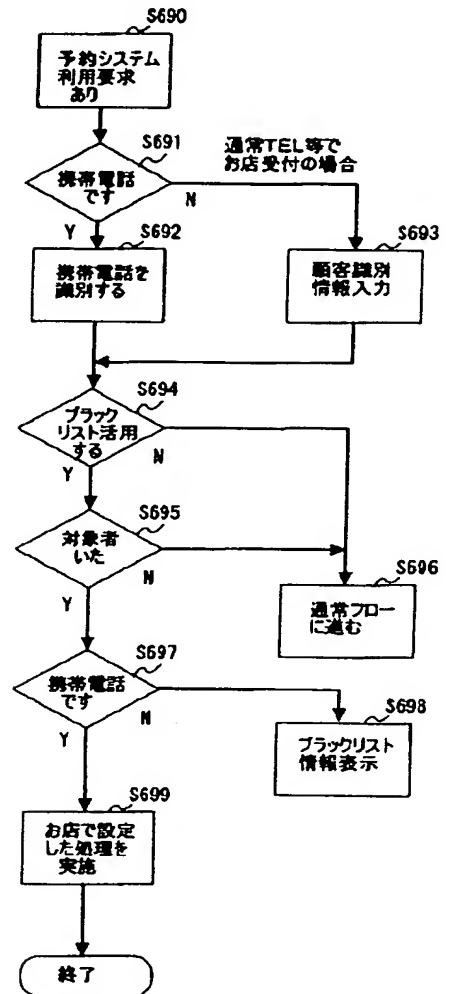 S690
予約システム
利用要求
あり
S691
携帯電話
です
通常TEL等で
お店受付の場合
N
Y
S692
携帯電話を
識別する
S693
顧客識別
情報入力
S694
ブラック
リスト活用
する
N
Y
S695
対象者
いた
N
Y
S696
通常フロー
に進む
S697
携帯電話
です
N
Y
S698
ブラックリスト
情報表示
S699
お店で設定
した処理を
実施
終了